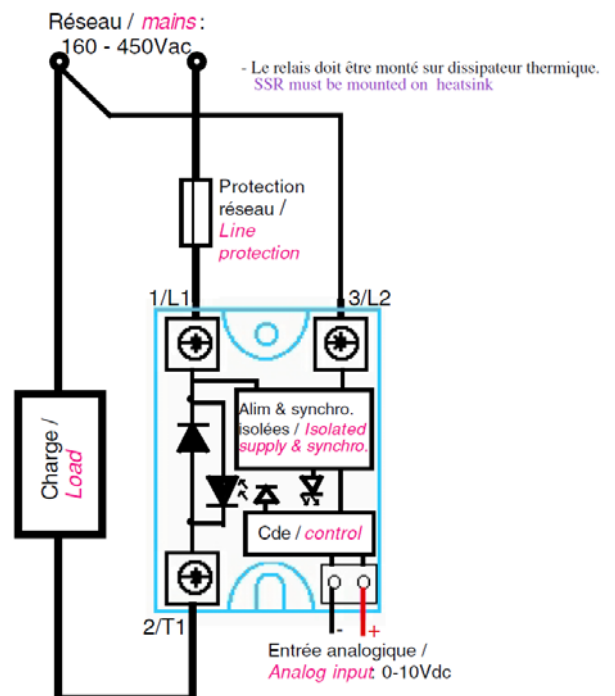 Réseau / mains :
160 - 450Vac
- Le relais doit être monté sur dissipateur thermique.
SSR must be mounted on heatsink
Protection
réseau /
Line
protection
1/L1
3/L2
Alim & synchro.
isolées / Isolated
supply & synchro.
Charge /
Load
Cde / control
2/T1
- +
Entrée analogique /
Analog input: 0-10Vdc